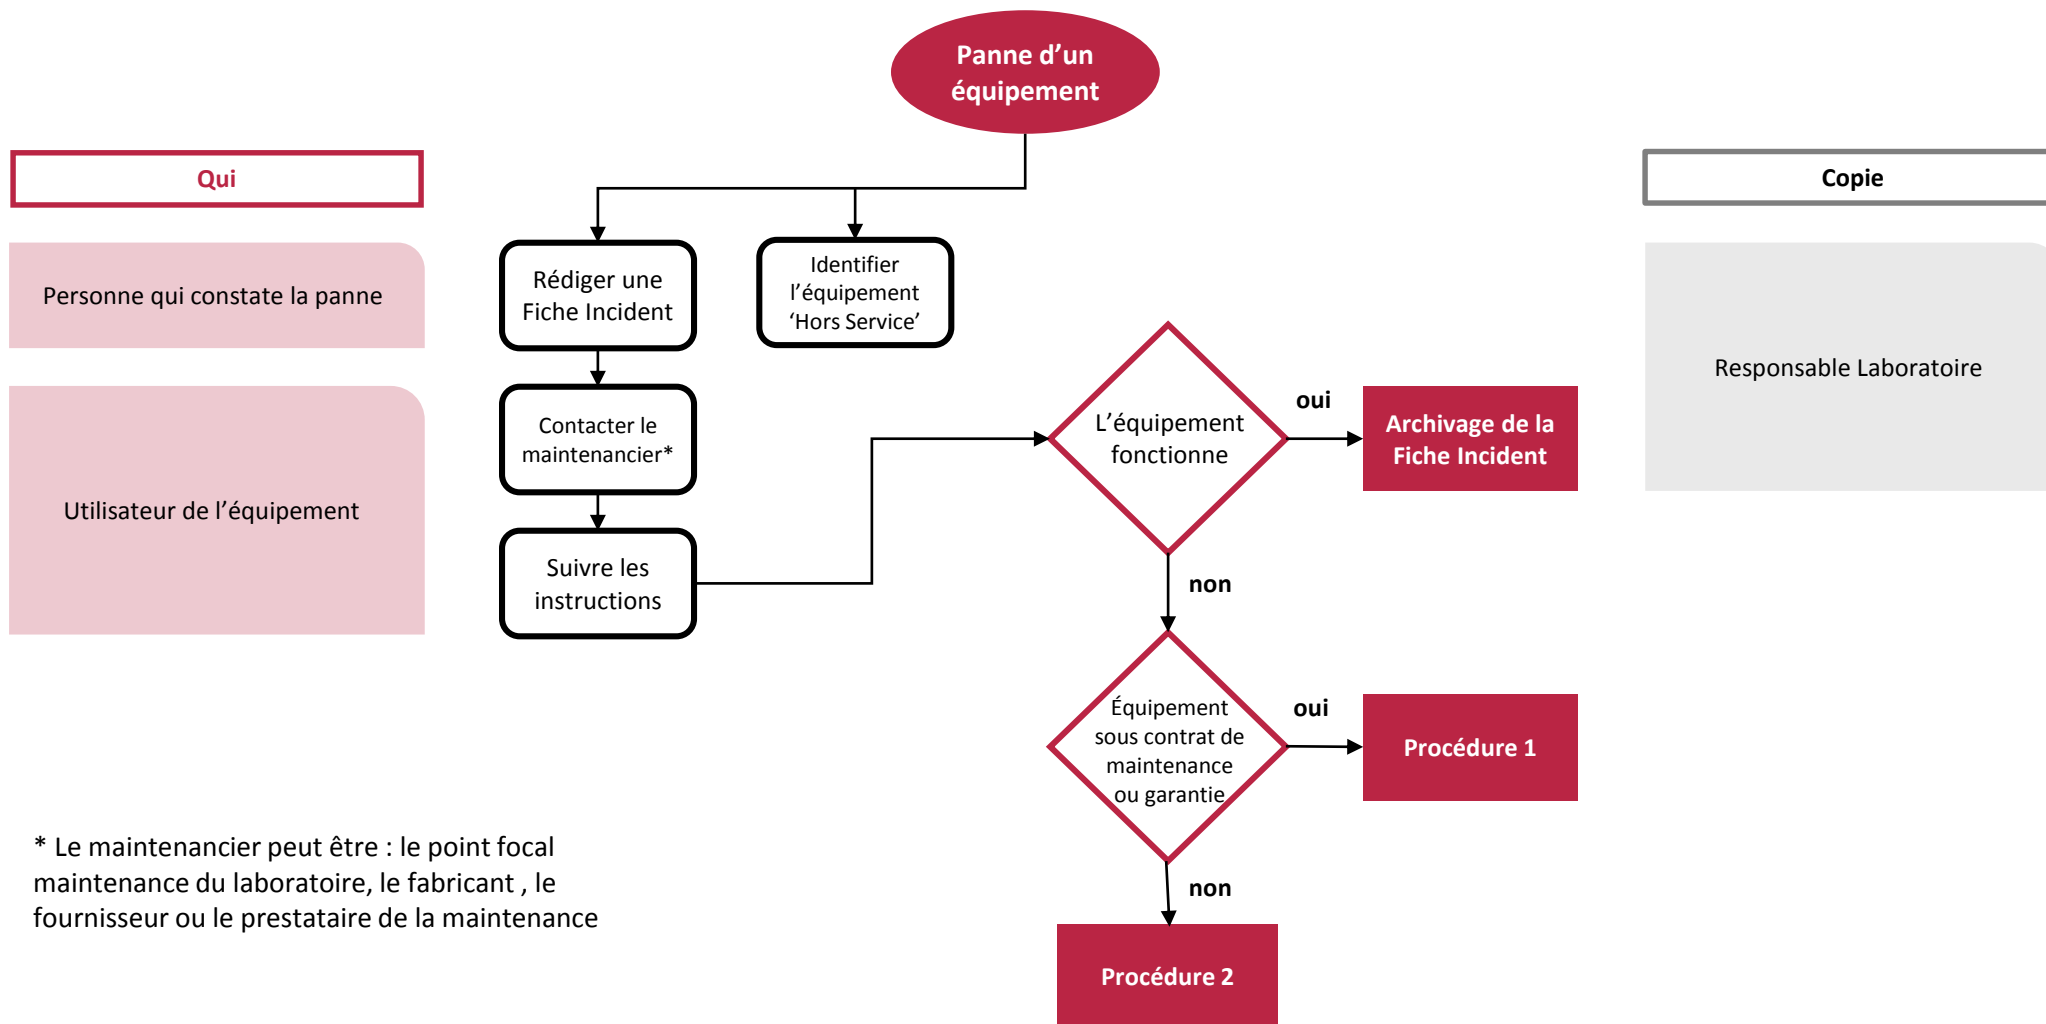 Panne d’un
équipement
Qui
Copie
Personne qui constate la panne
Rédiger une
Fiche Incident
Identifier
l’équipement
‘Hors Service’
Responsable Laboratoire
Utilisateur de l’équipement
Contacter le
maintenancier*
Suivre les
instructions
L’équipement
fonctionne
oui
Archivage de la
Fiche Incident
non
Équipement
sous contrat de
maintenance
ou garantie
oui
Procédure 1
non
Procédure 2
* Le maintenancier peut être : le point focal
maintenance du laboratoire, le fabricant , le
fournisseur ou le prestataire de la maintenance